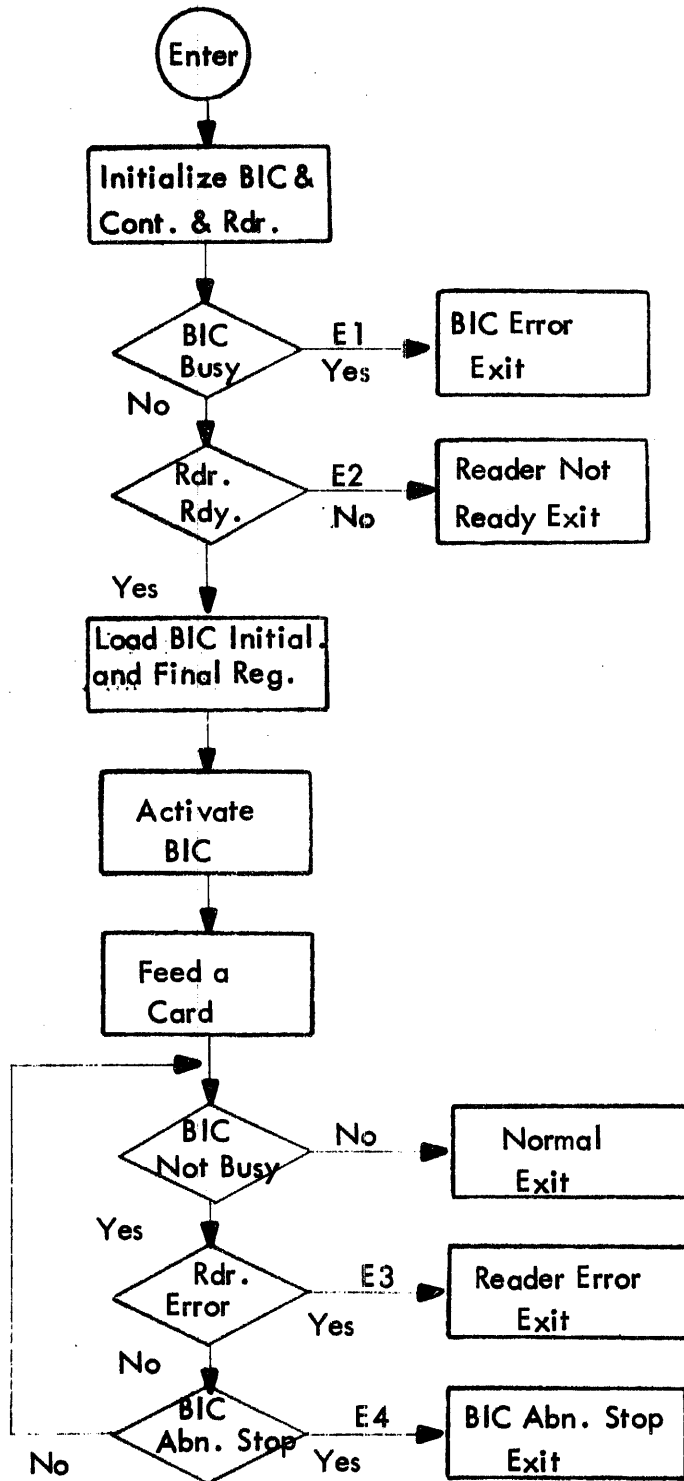 Enter
Initialize BIC &
Cont. & Rdr.
BIC
Busy
E1
Yes
BIC Error
Exit
No
Rdr.
Rdy.
E2
No
Reader Not
Ready Exit
Yes
Load BIC Initial.
and Final Reg.
Activate
BIC
Feed a
Card
BIC
Not Busy
No
Normal
Exit
Yes
Rdr.
Error
E3
Yes
Reader Error
Exit
No
BIC
Abn. Stop
E4
Yes
BIC Abn. Stop
Exit
No